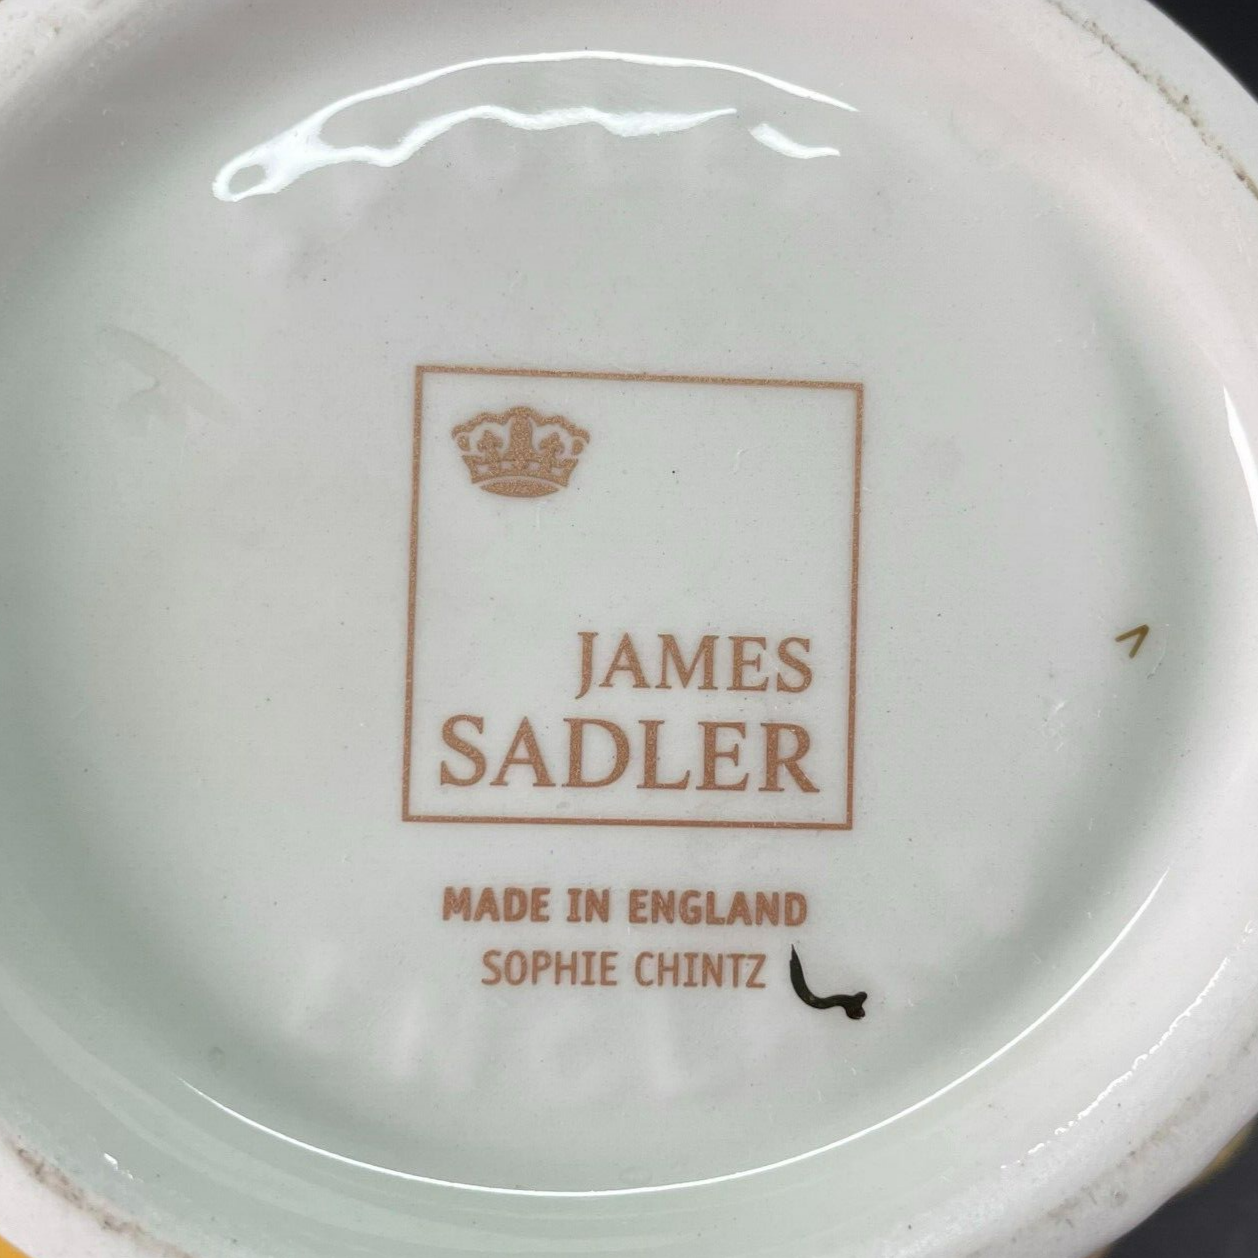 JAMES
SADLER
MADE IN ENGLAND
SOPHIE CHINTZ